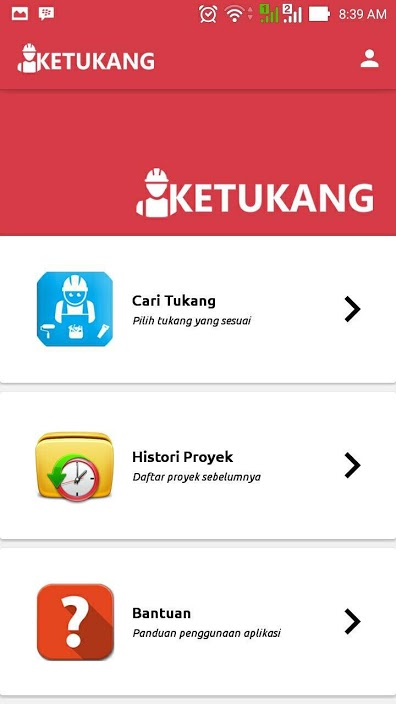 1 2 8:39 AM
KETUKANG
KETUKANG
Cari Tukang
Pilih tukang yang sesuai
Histori Proyek
Daftar proyek sebelumnya
?
Bantuan
Panduan penggunaan aplikasi